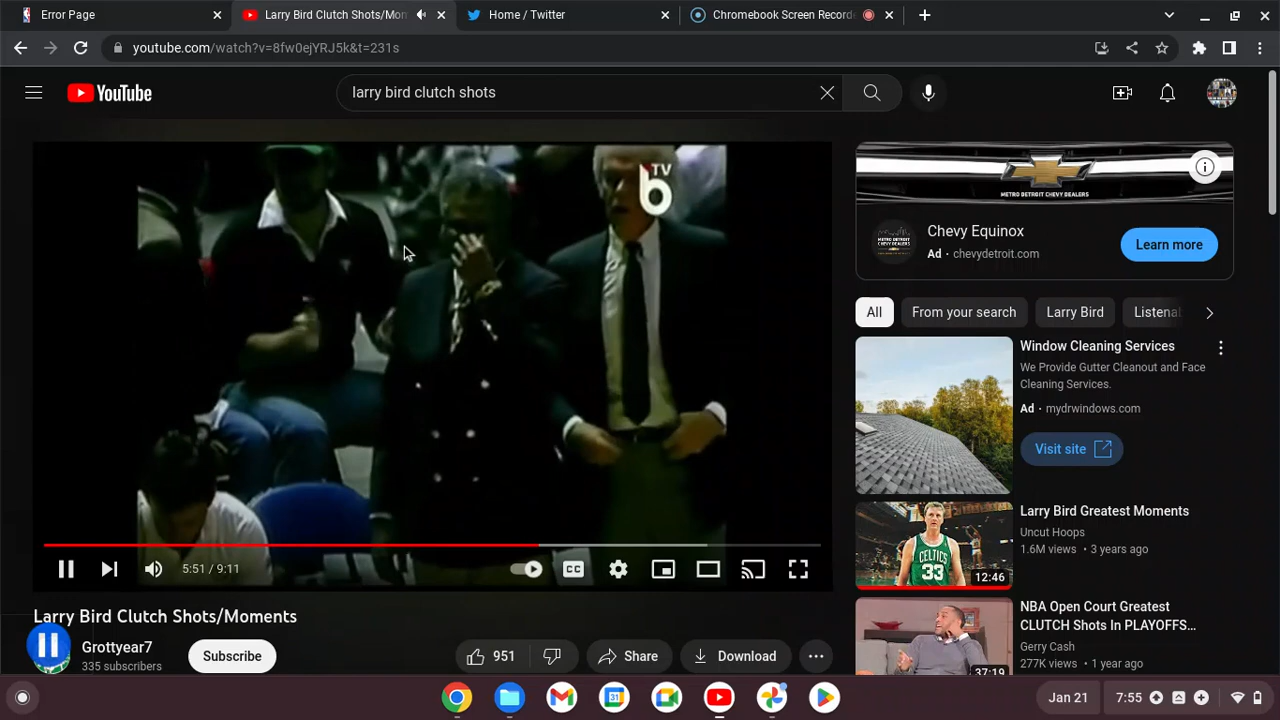 Error Page
Larry Bird Clutch Shots/Mom
Home / Twitter
Chromebook Screen Recorde
youtube.com/watch?v=8fw0ejYRJ5k&t=231s
YouTube
larry bird clutch shots
TV
b
METRO DETROIT CHEVY DEALERS
Chevy Equinox
Ad · chevydetroit.com
Learn more
All
From your search
Larry Bird
Listenal
Window Cleaning Services
We Provide Gutter Cleanout and Face
Cleaning Services.
Ad · mydrwindows.com
Visit site
Larry Bird Greatest Moments
Uncut Hoops
1.6M views · 3 years ago
CELTICS
33
12:46
NBA Open Court Greatest
CLUTCH Shots In PLAYOFFS...
Gerry Cash
277K views · 1 year ago
37:19
5:51 / 9:11
CC
Larry Bird Clutch Shots/Moments
Grottyear7
335 subscribers
Subscribe
951
Share
Download
31
Jan 21
7:55